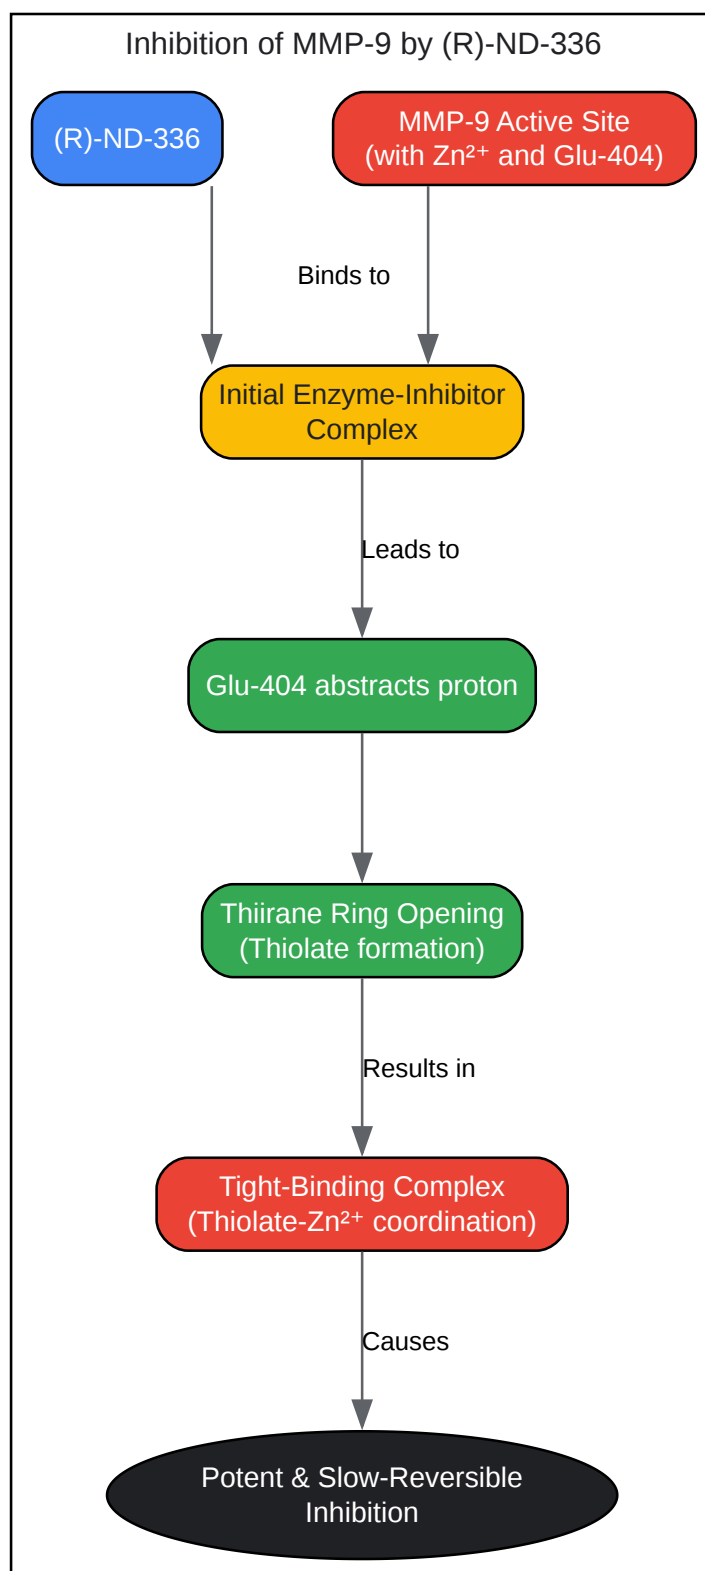 Inhibition of MMP-9 by (R)-ND-336
(R)-ND-336
MMP-9 Active Site
(with Zn²⁺ and Glu-404)
Binds to
Initial Enzyme-Inhibitor
Complex
Leads to
Glu-404 abstracts proton
Thiirane Ring Opening
(Thiolate formation)
Results in
Tight-Binding Complex
(Thiolate-Zn²⁺ coordination)
Causes
Potent & Slow-Reversible
Inhibition